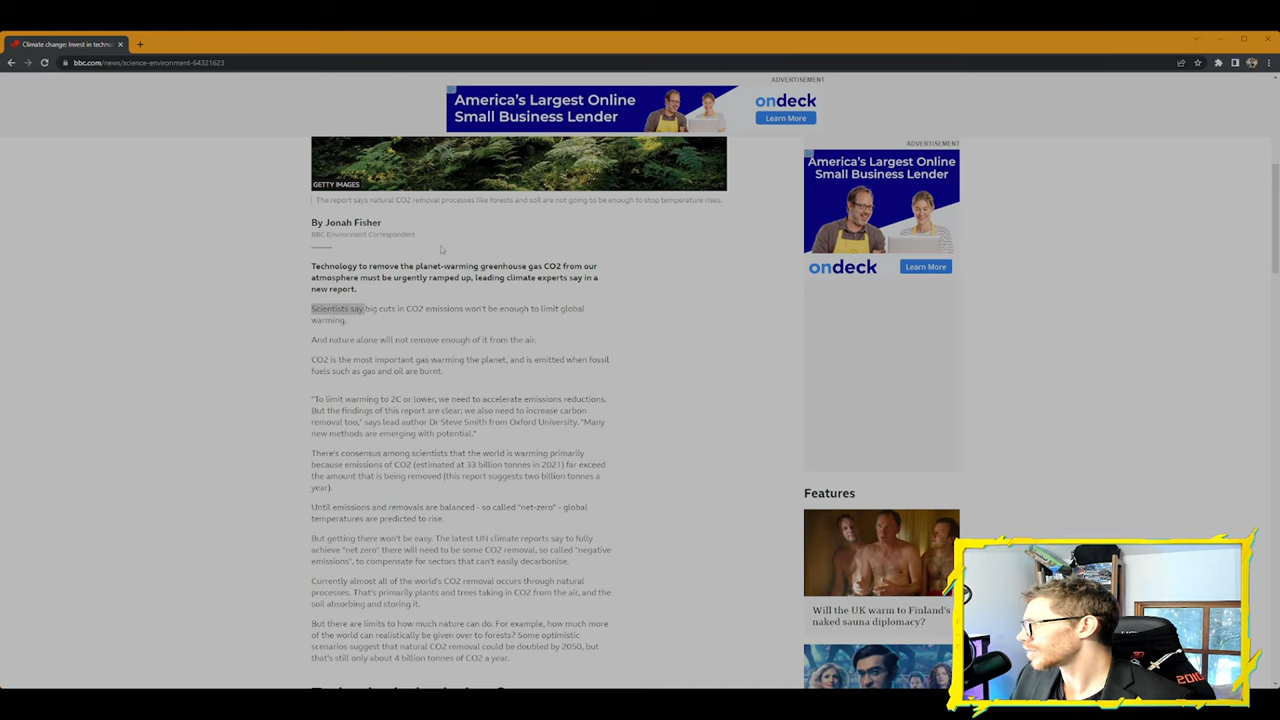 Climate change: Invest in techno
bbc.com/news/science-environment-64321623
ADVERTISEMENT
America's Largest Online
Small Business Lender
ondeck
Learn More
GETTY IMAGES
The report says natural CO2 removal processes like forests and soil are not going to be enough to stop temperature rises.
By Jonah Fisher
BBC Environment Correspondent
Technology to remove the planet-warming greenhouse gas CO2 from our
atmosphere must be urgently ramped up, leading climate experts say in a
new report.
Scientists say big cuts in CO2 emissions won't be enough to limit global
warming.
And nature alone will not remove enough of it from the air.
CO2 is the most important gas warming the planet, and is emitted when fossil
fuels such as gas and oil are burnt.
"To limit warming to 2C or lower, we need to accelerate emissions reductions.
But the findings of this report are clear: we also need to increase carbon
removal too," says lead author Dr Steve Smith from Oxford University. "Many
new methods are emerging with potential."
There's consensus among scientists that the world is warming primarily
because emissions of CO2 (estimated at 33 billion tonnes in 2021) far exceed
the amount that is being removed (this report suggests two billion tonnes a
year).
Until emissions and removals are balanced - so called "net-zero" - global
temperatures are predicted to rise.
But getting there won't be easy. The latest UN climate reports say to fully
achieve "net zero" there will need to be some CO2 removal, so called "negative
emissions", to compensate for sectors that can't easily decarbonise.
Currently almost all of the world's CO2 removal occurs through natural
processes. That's primarily plants and trees taking in CO2 from the air, and the
soil absorbing and storing it.
But there are limits to how much nature can do. For example, how much more
of the world can realistically be given over to forests? Some optimistic
scenarios suggest that natural CO2 removal could be doubled by 2050, but
that's still only about 4 billion tonnes of CO2 a year.
ADVERTISEMENT
America's Largest Online
Small Business Lender
ondeck
Learn More
Features
Will the UK warm to Finland's
naked sauna diplomacy?